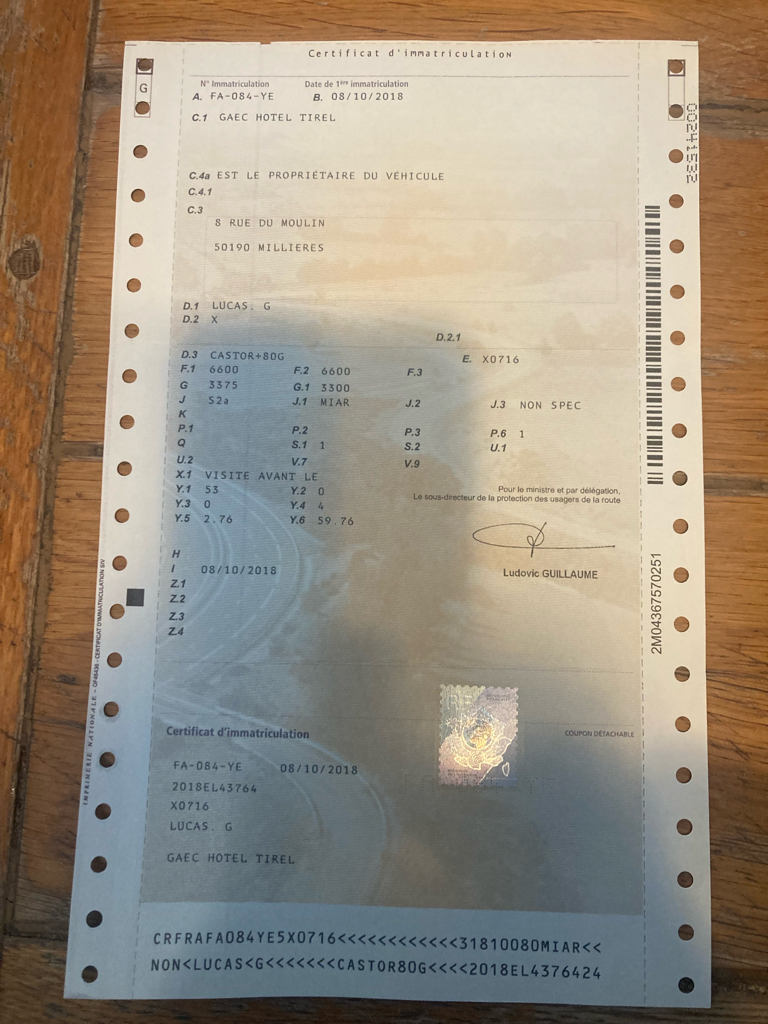 Certificat d'immatriculation
G
N° Immatriculation Date de 1ère immatriculation
A. FA-084-YE B. 08/10/2018
C.1 GAEC HOTEL TIREL
C.4a EST LE PROPRIÉTAIRE DU VÉHICULE
C.4.1
C.3
8 RUE DU MOULIN
50190 MILLIERES
D.1 LUCAS. G
D.2 X
D.2.1
D.3 CASTOR+80G E. X0716
F.1 6600 F.2 6600 F.3
G 3375 G.1 3300
J S2a J.1 MIAR J.2 J.3 NON SPEC
K
P.1 P.2 P.3 P.6 1
Q S.1 1 S.2 U.1
U.2 V.7 V.9
X.1 VISITE AVANT LE
Y.1 53 Y.2 0
Y.3 0 Y.4 4
Y.5 2.76 Y.6 59.76
Pour le ministre et par délégation,
Le sous-directeur de la protection des usagers de la route
Ludovic GUILLAUME
H
I 08/10/2018
Z.1
Z.2
Z.3
Z.4
2M04367570251
Certificat d'immatriculation COUPON DÉTACHABLE
FA-084-YE 08/10/2018
2018EL43764
X0716
LUCAS. G
GAEC HOTEL TIREL
CRFRAFA084YE5X0716<<<<<<<<<<<<31810080MIAR<<
NON<LUCAS<G<<<<<<<CASTOR80G<<<<2018EL4376424